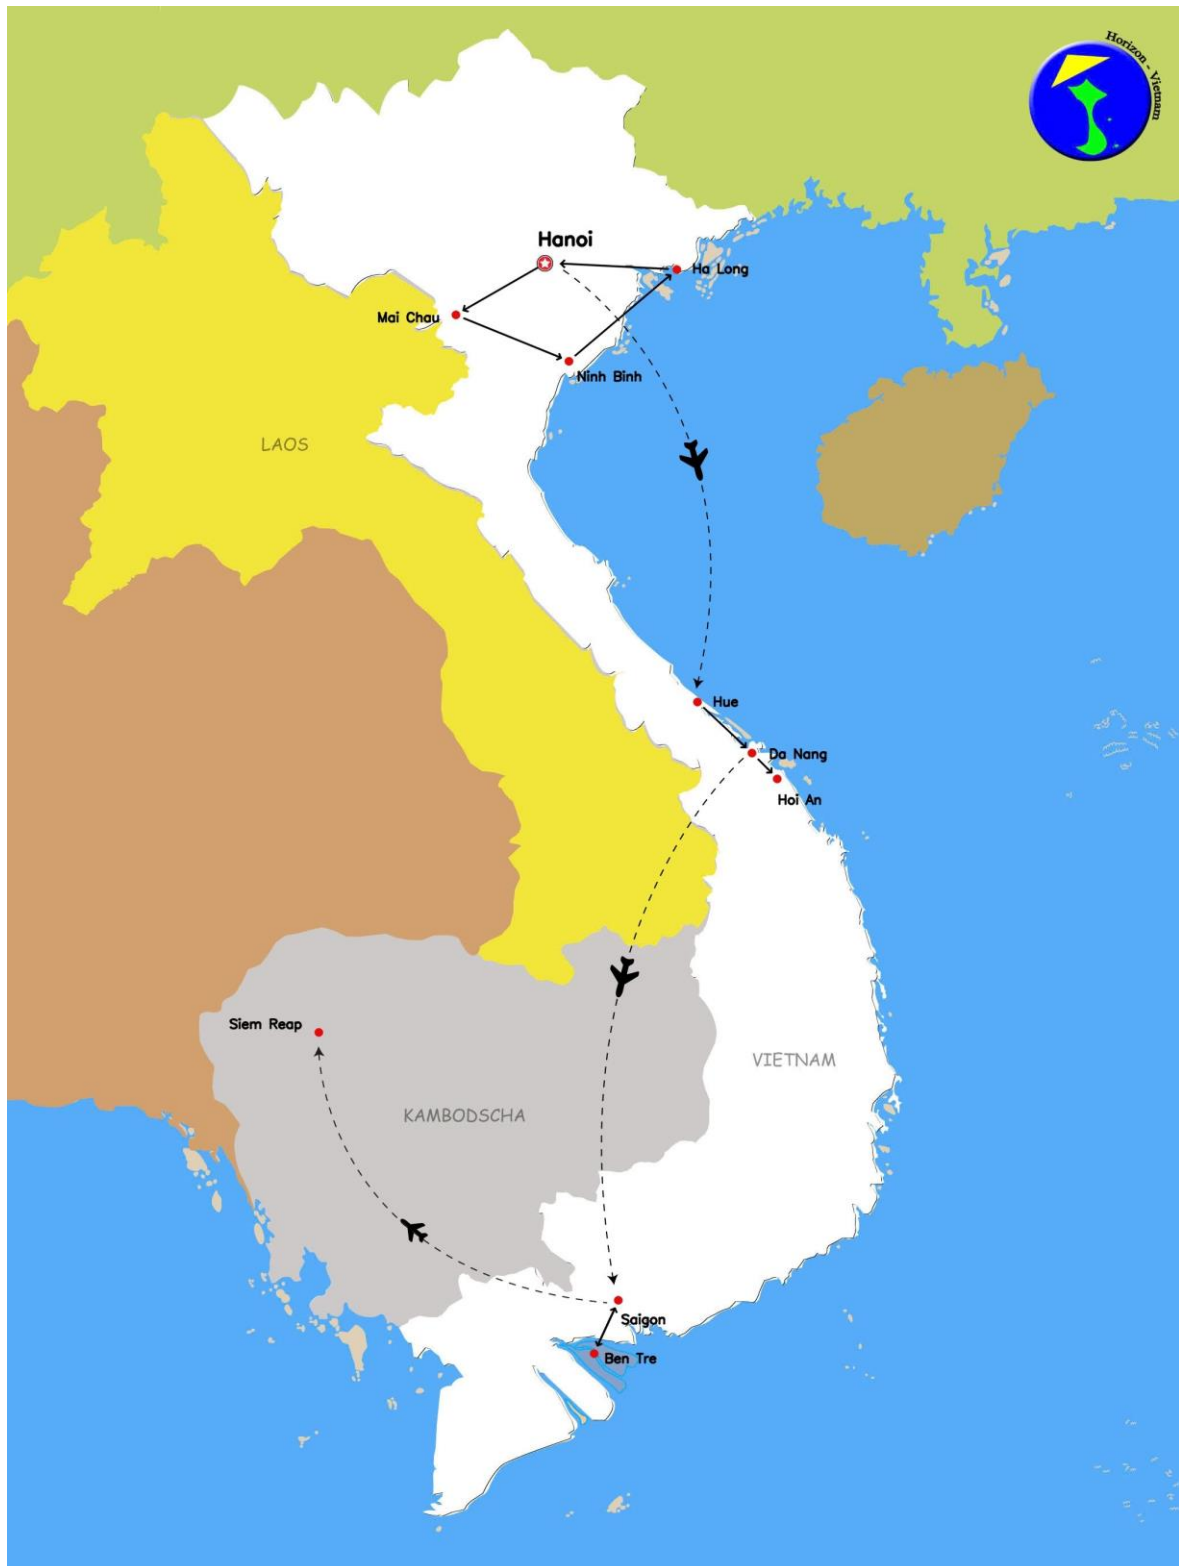 Horizon - Vietnam
Hanoi
Ha Long
Mai Chau
Ninh Binh
LAOS
Hue
Da Nang
Hoi An
Siem Reap
VIETNAM
KAMBODSCHA
Saigon
Ben Tre